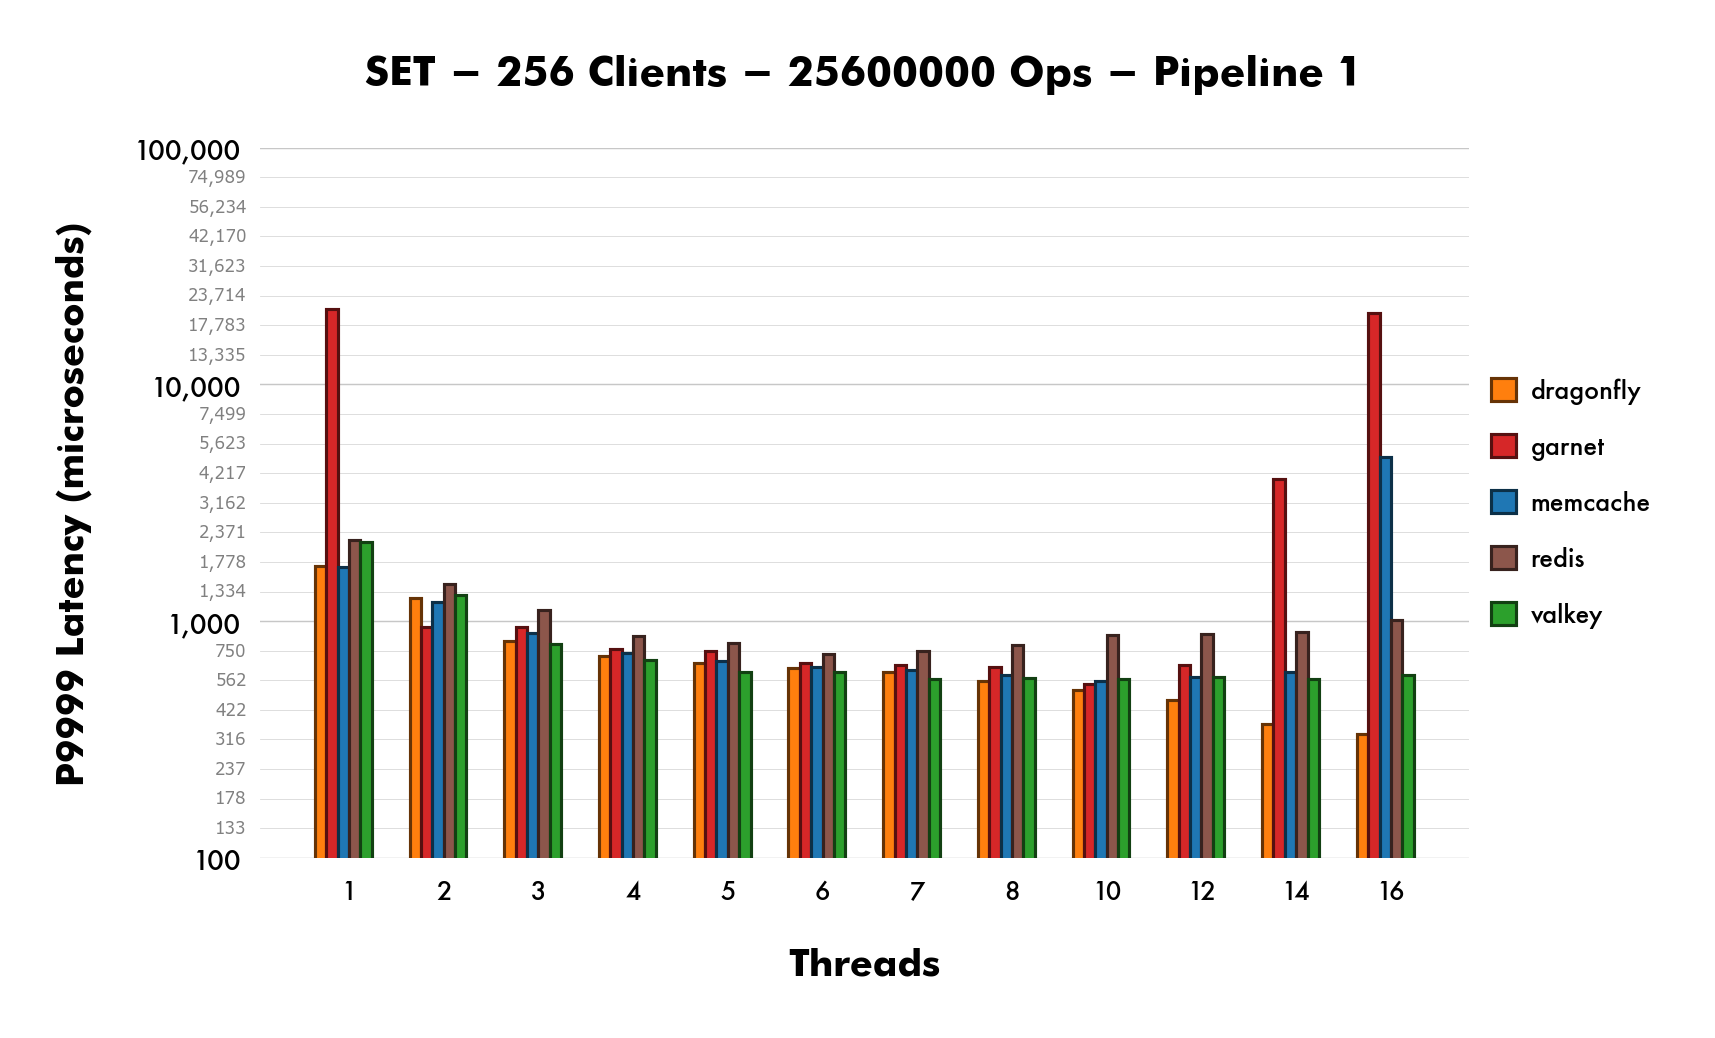 SET – 256 Clients – 25600000 Ops – Pipeline 1
P9999 Latency (microseconds)
100,000
74,989
56,234
42,170
31,623
23,714
17,783
13,335
10,000
7,499
5,623
4,217
3,162
2,371
1,778
1,334
1,000
750
562
422
316
237
178
133
100
1 2 3 4 5 6 7 8 10 12 14 16
Threads
dragonfly
garnet
memcache
redis
valkey